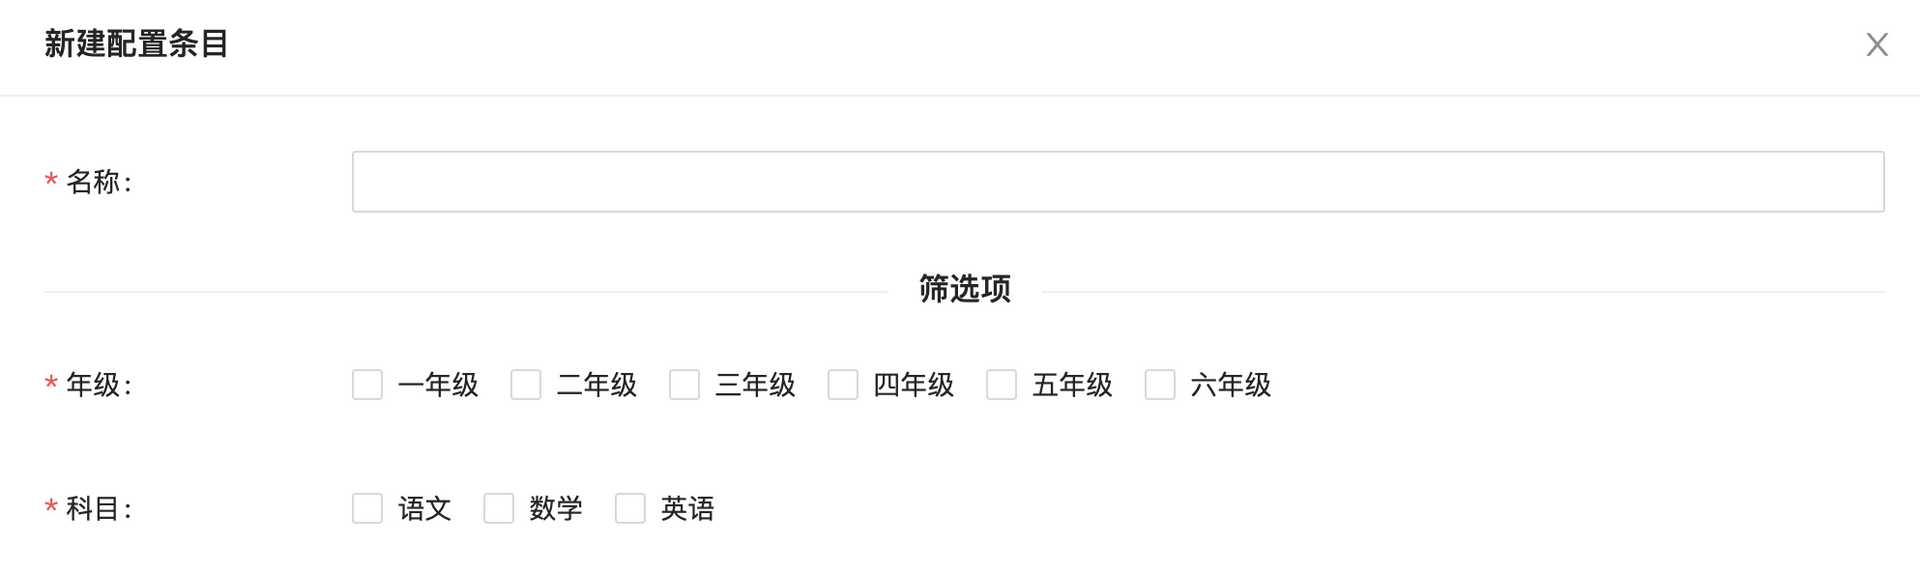 新建配置条目
* 名称:
筛选项
* 年级: 一年级 二年级 三年级 四年级 五年级 六年级
* 科目: 语文 数学 英语